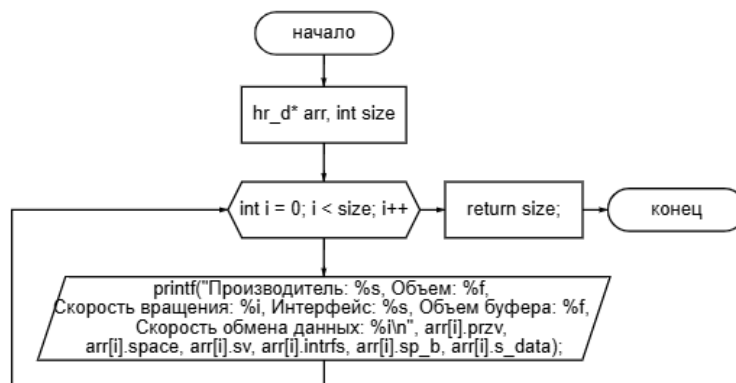 начало
hr_d* arr, int size
int i = 0; i < size; i++
return size;
конец
printf("Производитель: %s, Объем: %f,
Скорость вращения: %i, Интерфейс: %s, Объем буфера: %f,
Скорость обмена данных: %i\n", arr[i].przv,
arr[i].space, arr[i].sv, arr[i].intrfs, arr[i].sp_b, arr[i].s_data);